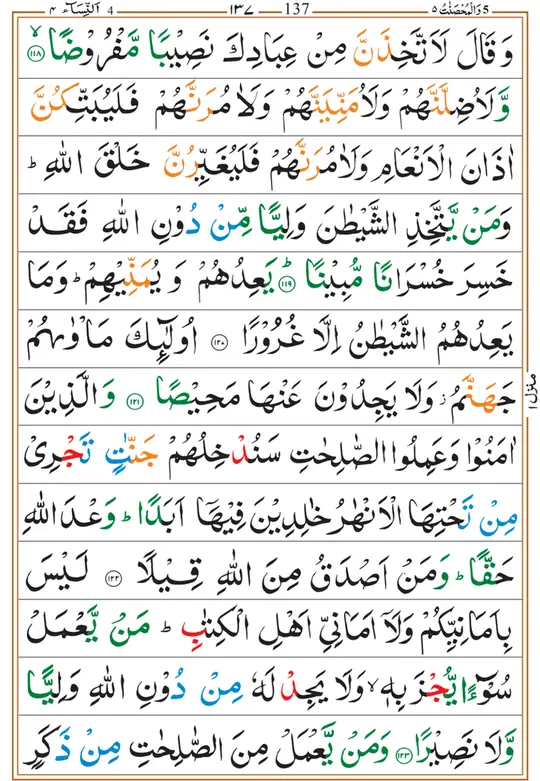 5 وَالْمُحْصَنٰتُ ٥ 137 ١٣٧ 4 اَلنِّسَآء ٤
وَقَالَ لَاَتَّخِذَنَّ مِنْ عِبَادِكَ نَصِيْبًا مَّفْرُوْضًا ۙ ﴿١١٨﴾
وَّلَاُضِلَّنَّهُمْ وَلَاُمَنِّيَنَّهُمْ وَلَاٰمُرَنَّهُمْ فَلَيُبَتِّكُنَّ
اٰذَانَ الْاَنْعَامِ وَلَاٰمُرَنَّهُمْ فَلَيُغَيِّرُنَّ خَلْقَ اللّٰهِ ؕ
وَمَنْ يَّتَّخِذِ الشَّيْطٰنَ وَلِيًّا مِّنْ دُوْنِ اللّٰهِ فَقَدْ
خَسِرَ خُسْرَانًا مُّبِيْنًا ؕ ﴿١١٩﴾ يَعِدُهُمْ وَيُمَنِّيْهِمْ ؕ وَمَا
يَعِدُهُمُ الشَّيْطٰنُ اِلَّا غُرُوْرًا ﴿١٢٠﴾ اُولٰٓئِكَ مَاْوٰىهُمْ
جَهَنَّمُ ؗ وَلَا يَجِدُوْنَ عَنْهَا مَحِيْصًا ﴿١٢١﴾ وَالَّذِيْنَ
اٰمَنُوْا وَعَمِلُوا الصّٰلِحٰتِ سَنُدْخِلُهُمْ جَنّٰتٍ تَجْرِيْ
مِنْ تَحْتِهَا الْاَنْهٰرُ خٰلِدِيْنَ فِيْهَاۤ اَبَدًا ؕ وَعْدَ اللّٰهِ
حَقًّا ؕ وَمَنْ اَصْدَقُ مِنَ اللّٰهِ قِيْلًا ﴿١٢٢﴾ لَيْسَ
بِاَمَانِيِّكُمْ وَلَاۤ اَمَانِيِّ اَهْلِ الْكِتٰبِ ؕ مَنْ يَّعْمَلْ
سُوْٓءًا يُّجْزَ بِهٖ ۙ وَلَا يَجِدْ لَهٗ مِنْ دُوْنِ اللّٰهِ وَلِيًّا
وَّلَا نَصِيْرًا ﴿١٢٣﴾ وَمَنْ يَّعْمَلْ مِنَ الصّٰلِحٰتِ مِنْ ذَكَرٍ
منزل ١